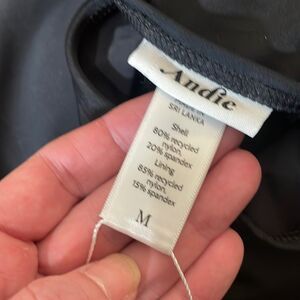 Andie
SRI LANKA
Shell
80% recycled
nylon,
20% spandex
Lining
85% recycled
nylon,
15% spandex
M